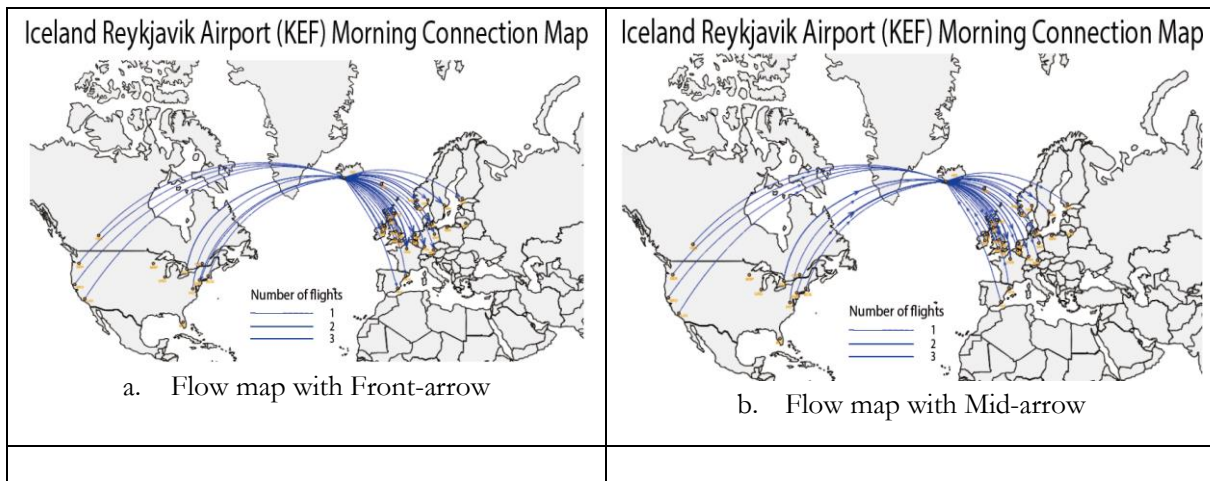 Iceland Reykjavik Airport (KEF) Morning Connection Map
Number of flights
1
2
3
a. Flow map with Front-arrow
Iceland Reykjavik Airport (KEF) Morning Connection Map
Number of flights
1
2
3
b. Flow map with Mid-arrow